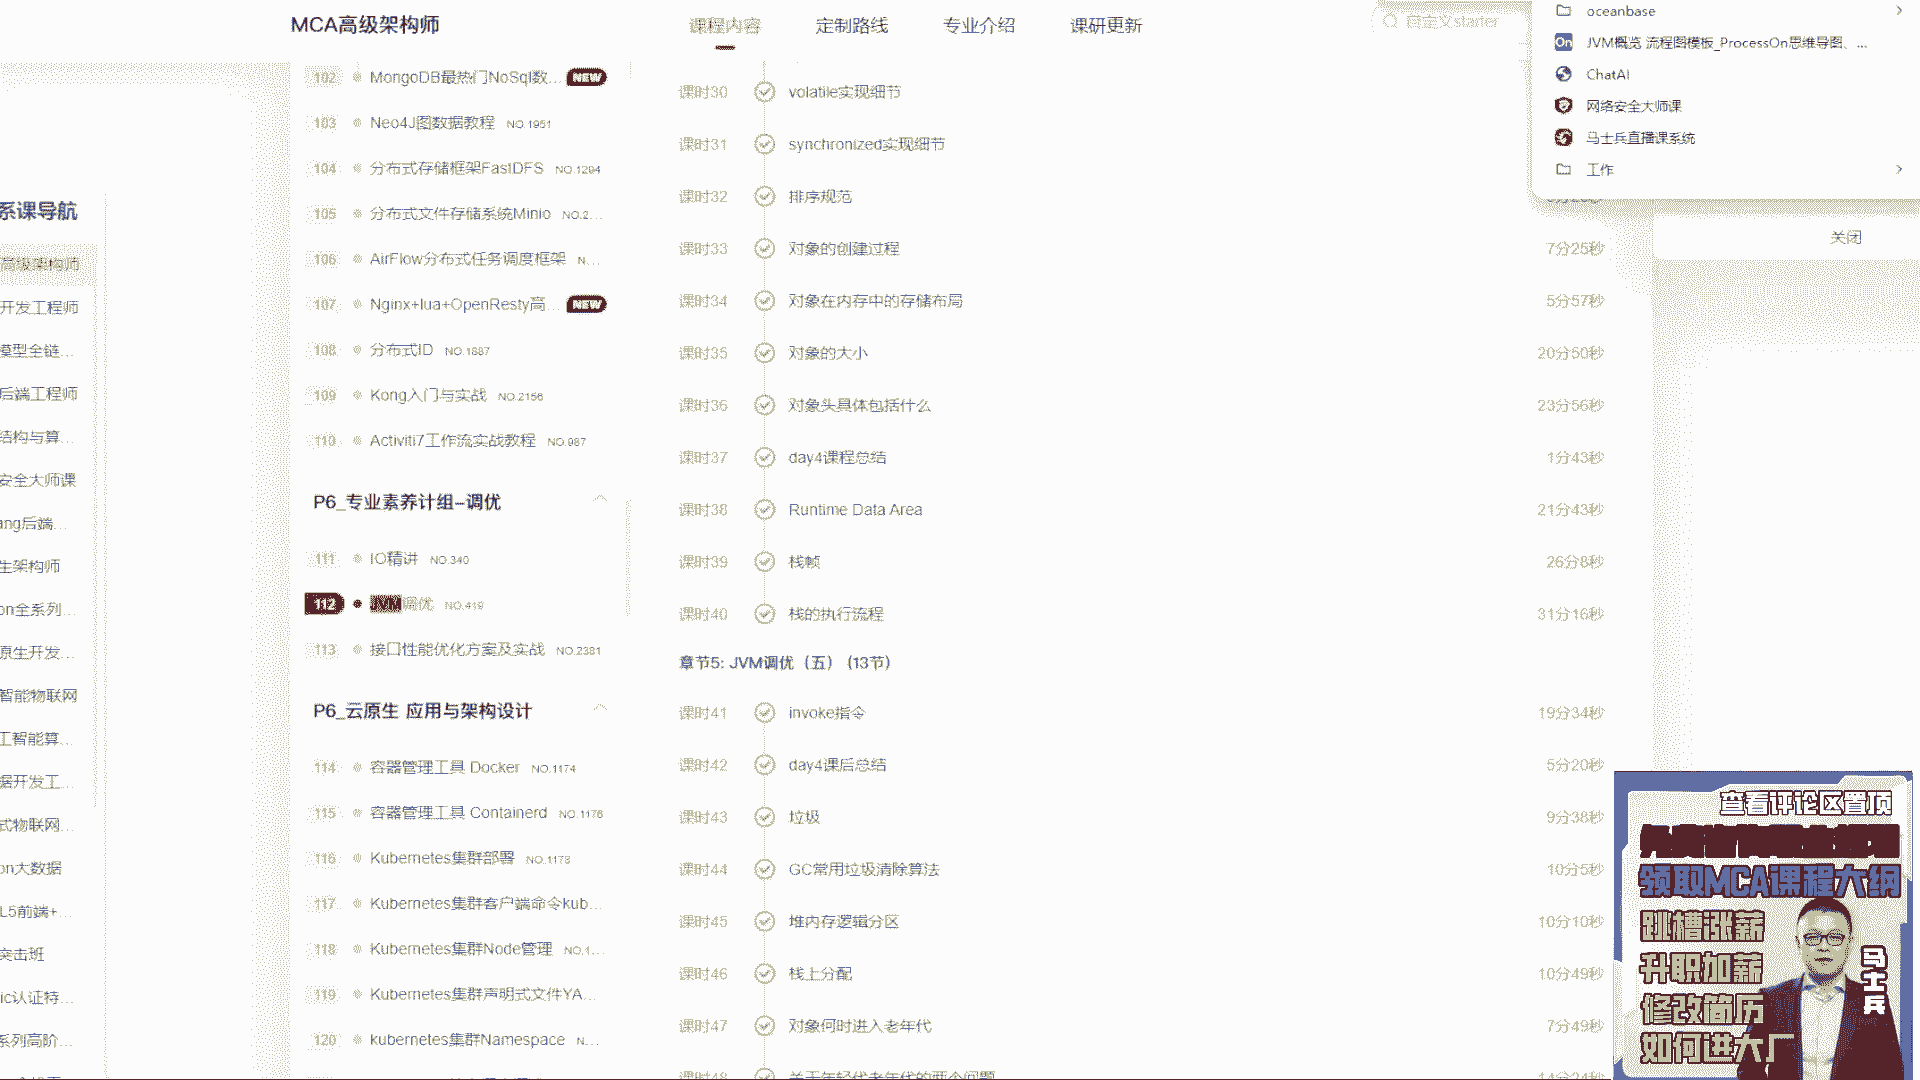 MCA高级架构师
课程内容
定制路线
专业介绍
课研更新
自定义starter
oceanbase
JVM概览 流程图模板_ProcessOn思维导图、...
ChatAI
网络安全大师课
马士兵直播课系统
工作
关闭
系课导航
高级架构师
开发工程师
模型全链...
后端工程师
结构与算...
安全大师课
ang后端...
生架构师
on全系列...
原生开发...
智能物联网
工智能算...
据开发工...
式物联网...
on大数据
L5前端+...
突击班
ic认证特...
系列高阶...
102 MongoDB最热门NoSql数... NEW
103 Neo4J图数据教程 NO.1951
104 分布式存储框架FastDFS NO.1294
105 分布式文件存储系统Minio NO.2...
106 AirFlow分布式任务调度框架 N...
107 Nginx+lua+OpenResty高... NEW
108 分布式ID NO.1887
109 Kong入门与实战 NO.2156
110 Activiti7工作流实战教程 NO.987
P6_专业素养计组-调优
111 IO精讲 NO.340
112 JVM调优 NO.419
113 接口性能优化方案及实战 NO.2381
P6_云原生 应用与架构设计
114 容器管理工具 Docker NO.1174
115 容器管理工具 Containerd NO.1176
116 Kubernetes集群部署 NO.1178
117 Kubernetes集群客户端命令kub...
118 Kubernetes集群Node管理 NO.1...
119 Kubernetes集群声明式文件YA...
120 kubernetes集群Namespace N...
课时30 volatile实现细节
课时31 synchronized实现细节
课时32 排序规范
课时33 对象的创建过程 7分25秒
课时34 对象在内存中的存储布局 5分57秒
课时35 对象的大小 20分50秒
课时36 对象头具体包括什么 23分56秒
课时37 day4课程总结 1分43秒
课时38 Runtime Data Area 21分43秒
课时39 栈帧 26分8秒
课时40 栈的执行流程 31分16秒
章节5: JVM调优（五）（13节）
课时41 invoke指令 19分34秒
课时42 day4课后总结 5分20秒
课时43 垃圾 9分38秒
课时44 GC常用垃圾清除算法 10分5秒
课时45 堆内存逻辑分区 10分10秒
课时46 栈上分配 10分49秒
课时47 对象何时进入老年代 7分49秒
课时48 关于年轻代老年代的两个问题 14分24秒
查看评论区置顶
领取MCA课程大纲
跳槽涨薪
升职加薪
修改简历
如何进大厂
马士兵